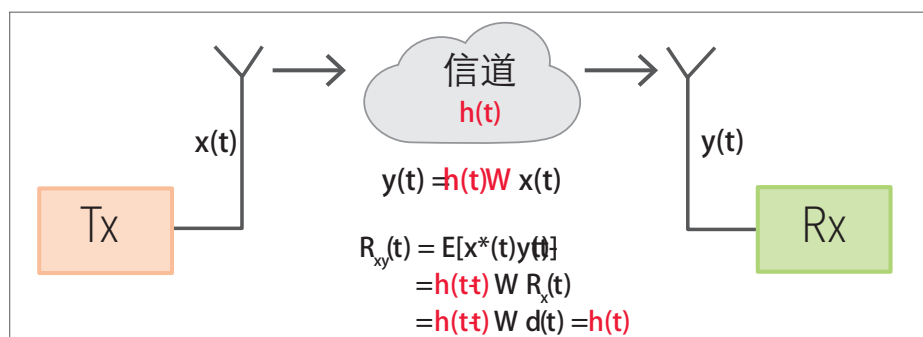 信道
h(t)
x(t)
y(t)
y(t) =h(t)W x(t)
Tx
Rx
Rxy(t) = E[x*(t)y(t)-t)]
=h(t-t) W Rx(t)
=h(t-t) W d(t) =h(t)